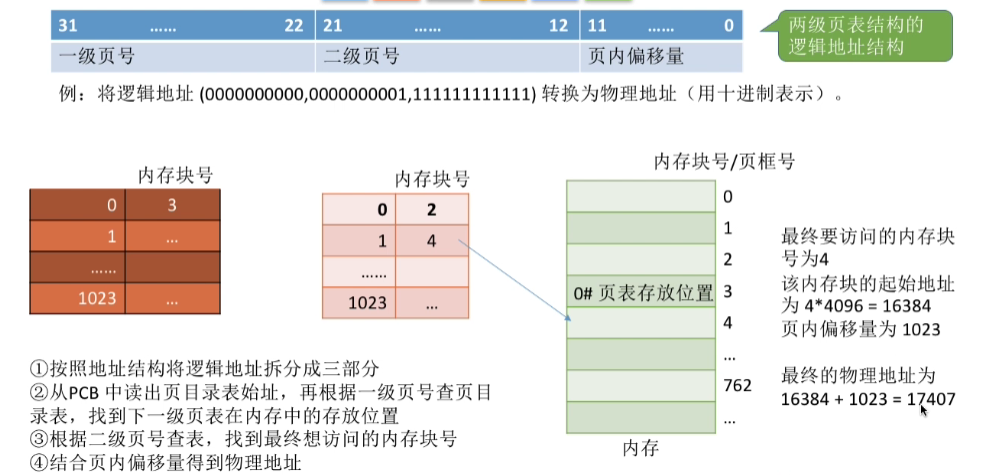 31 ...... 22 21 ...... 12 11 ...... 0
一级页号 二级页号 页内偏移量
两级页表结构的
逻辑地址结构
例：将逻辑地址 (0000000000,0000000001,111111111111) 转换为物理地址（用十进制表示）。
内存块号
0 3
1 ...
......
1023 ...
内存块号
0 2
1 4
......
1023 ...
内存块号/页框号
0
1
2
0# 页表存放位置 3
4
...
762
...
内存
最终要访问的内存块
号为4
该内存块的起始地址
为 4*4096 = 16384
页内偏移量为 1023
最终的物理地址为
16384 + 1023 = 17407
①按照地址结构将逻辑地址拆分成三部分
②从PCB 中读出页目录表始址，再根据一级页号查页目
录表，找到下一级页表在内存中的存放位置
③根据二级页号查表，找到最终想访问的内存块号
④结合页内偏移量得到物理地址